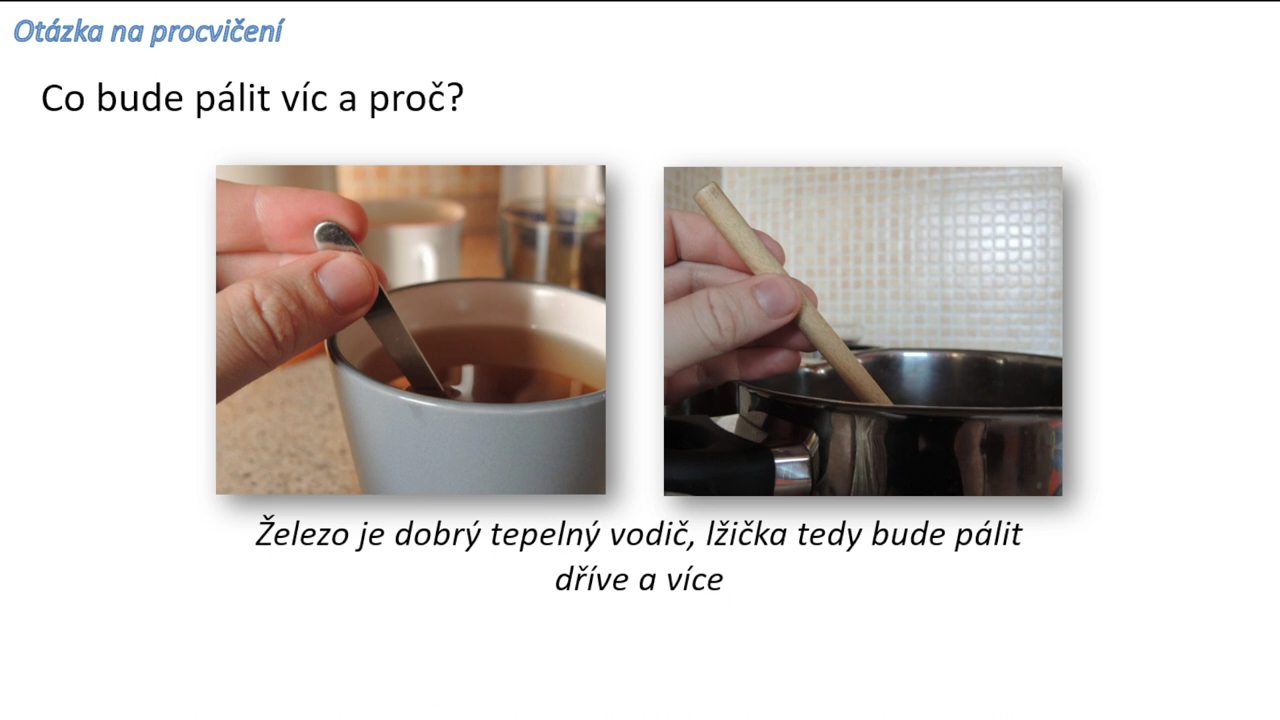 Otázka na procvičení
Co bude pálit víc a proč?
Železo je dobrý tepelný vodič, lžička tedy bude pálit
dříve a více